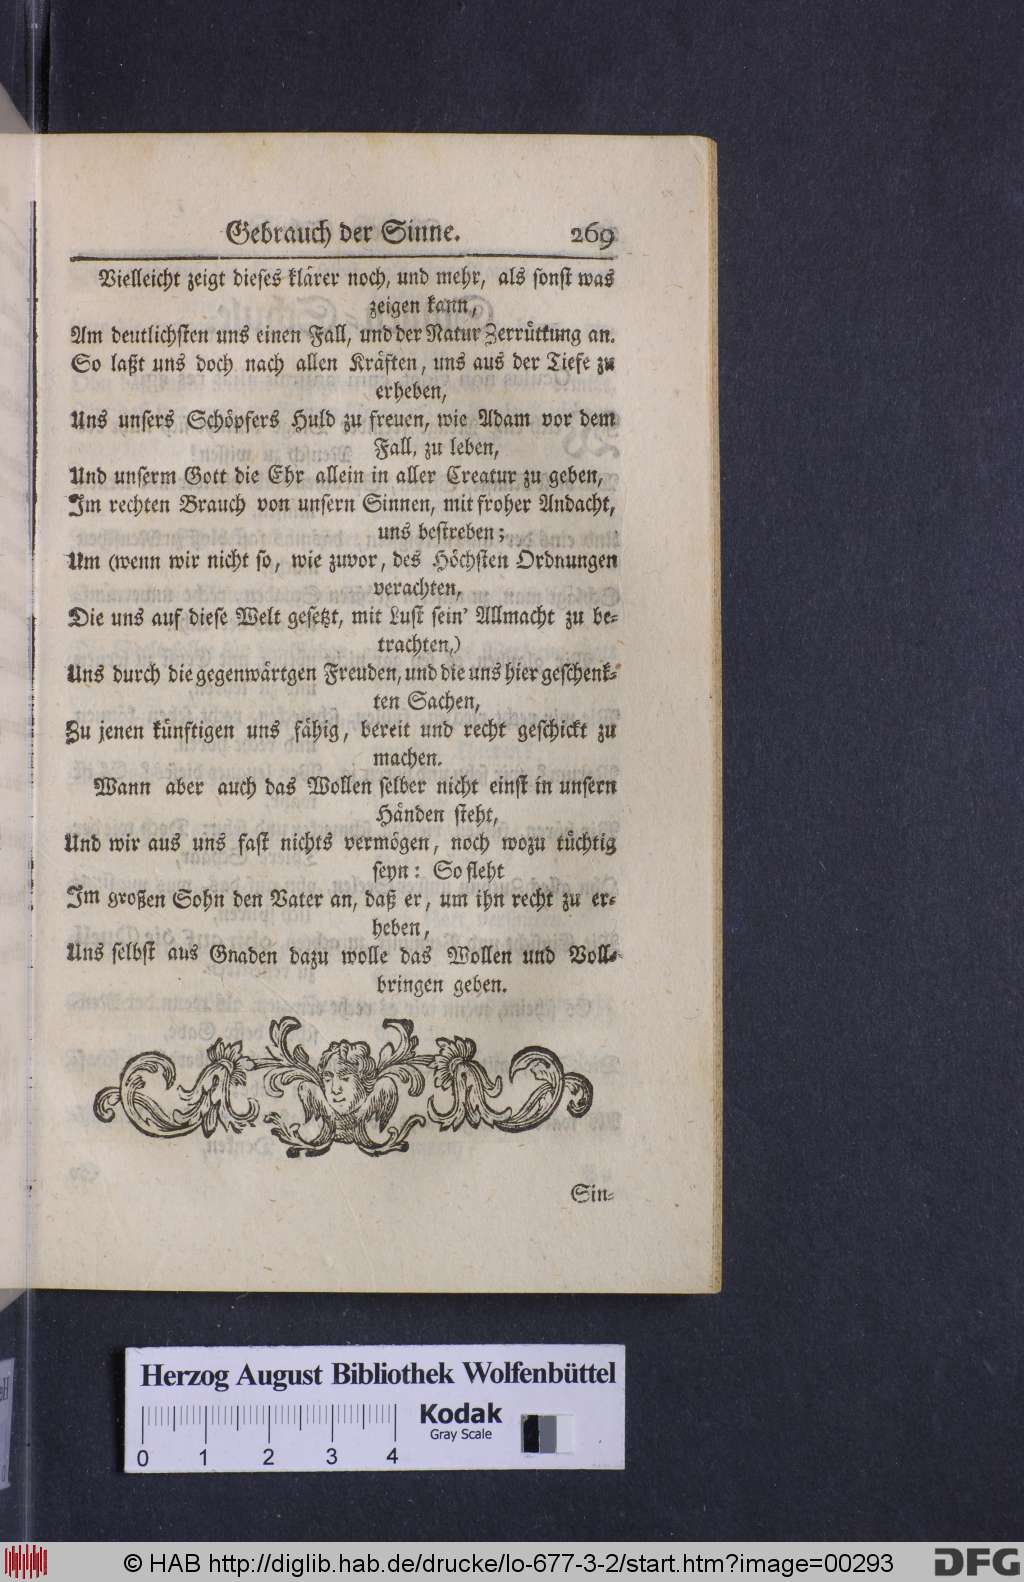 Gebrauch der Sinne. 269
Vielleicht zeigt dieses klärer noch, und mehr, als sonst was
zeigen kann,
Am deutlichsten uns einen Fall, und der Natur Zerrüttung an.
So laßt uns doch nach allen Kräften, uns aus der Tiefe zu
erheben,
Uns unsers Schöpfers Huld zu freuen, wie Adam vor dem
Fall, zu leben,
Und unserm Gott die Ehr allein in aller Creatur zu geben,
Im rechten Brauch von unsern Sinnen, mit froher Andacht,
uns bestreben;
Um (wenn wir nicht so, wie zuvor, des Höchsten Ordnungen
verachten,
Die uns auf diese Welt gesetzt, mit Lust sein' Allmacht zu be-
trachten,)
Uns durch die gegenwärtgen Freuden, und die uns hier geschenk-
ten Sachen,
Zu jenen künftigen uns fähig, bereit und recht geschickt zu
machen.
Wann aber auch das Wollen selber nicht einst in unsern
Händen steht,
Und wir aus uns fast nichts vermögen, noch wozu tüchtig
seyn: So fleht
Im großen Sohn den Vater an, daß er, um ihn recht zu er-
heben,
Uns selbst aus Gnaden dazu wolle das Wollen und Voll-
bringen geben.
Sin-
Herzog August Bibliothek Wolfenbüttel
Kodak
Gray Scale
0 1 2 3 4
© HAB http://diglib.hab.de/drucke/lo-677-3-2/start.htm?image=00293
DFG